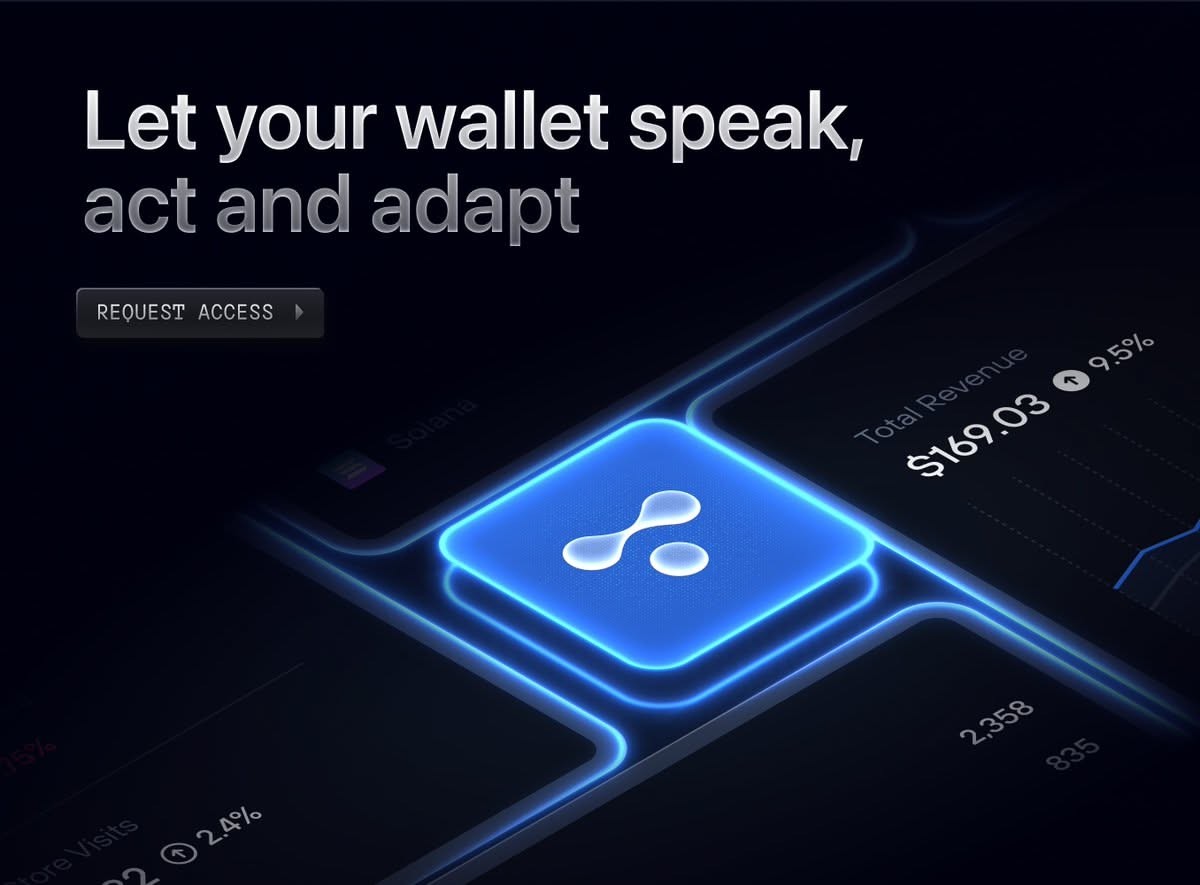 Let your wallet speak,
act and adapt
REQUEST ACCESS
Total Revenue
$169.03 9.5%
Solana
2,358
835
Visits
2.4%